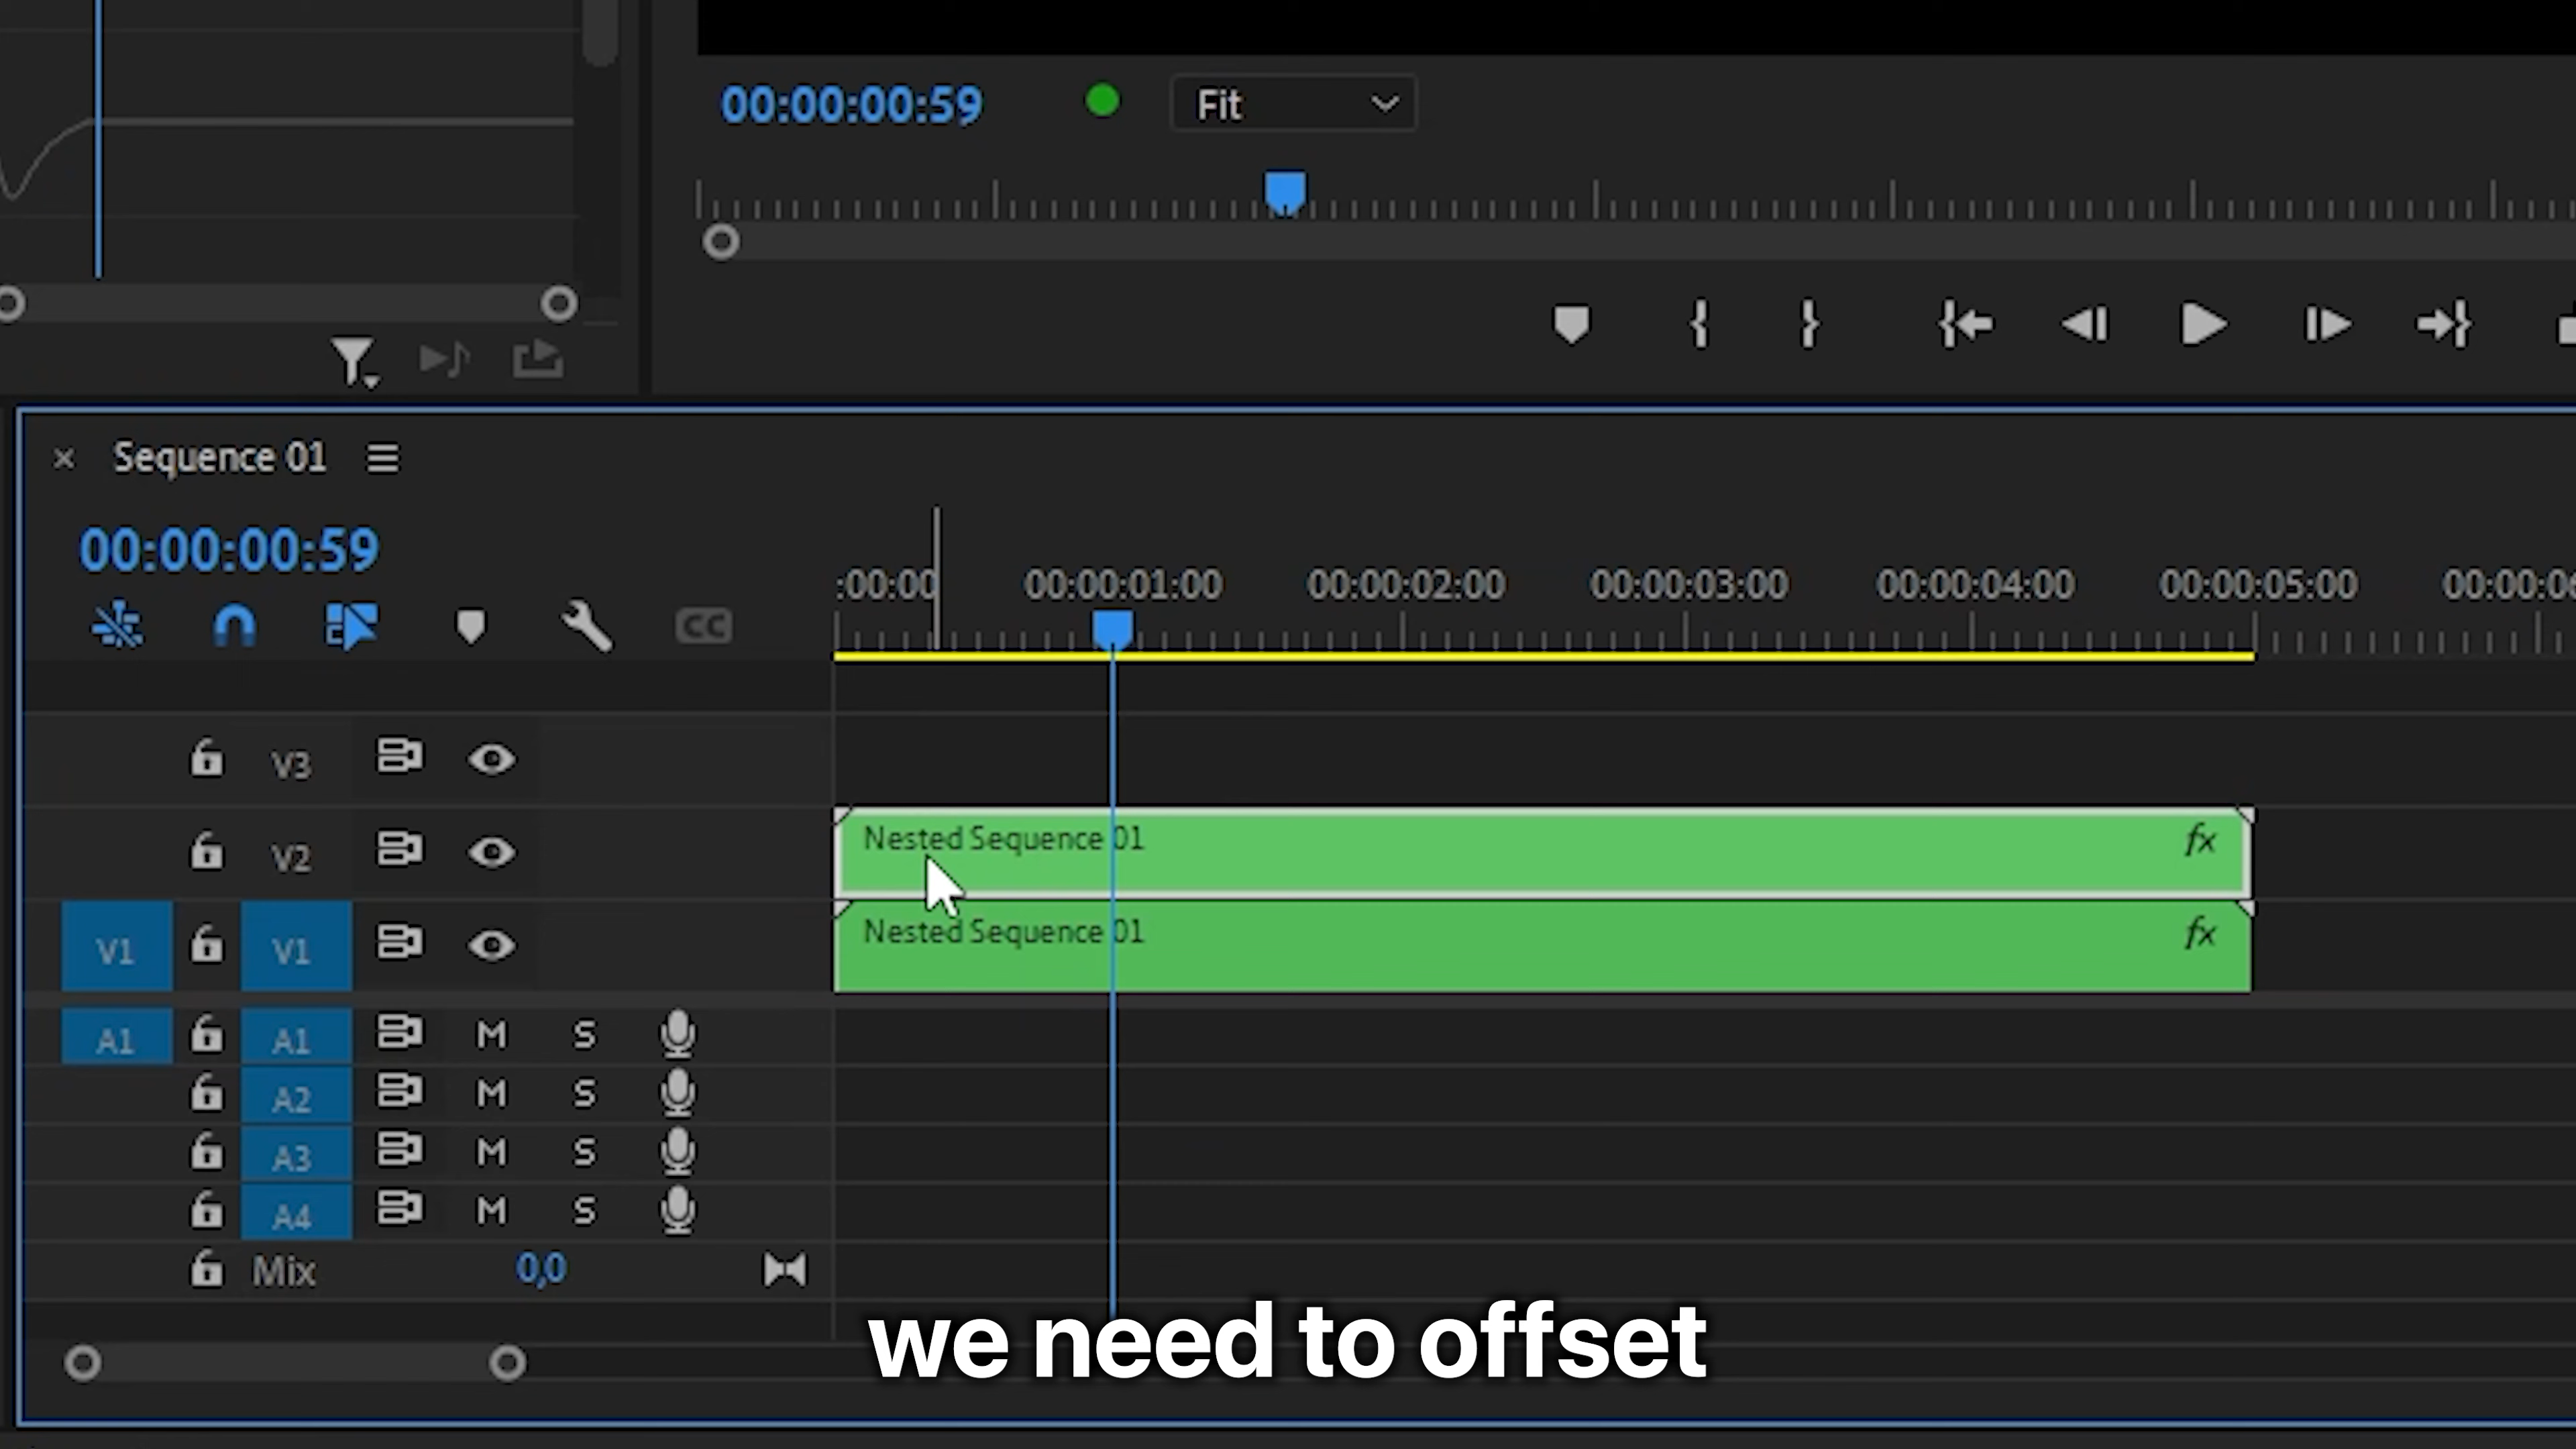 00:00:00:59
Fit
Sequence 01
00:00:00:59
:00:00 00:00:01:00 00:00:02:00 00:00:03:00 00:00:04:00 00:00:05:00
CC
V3
V2
Nested Sequence 01 fx
V1 V1
Nested Sequence 01 fx
A1 A1 M S
A2 M S
A3 M S
A4 M S
Mix 0,0
we need to offset